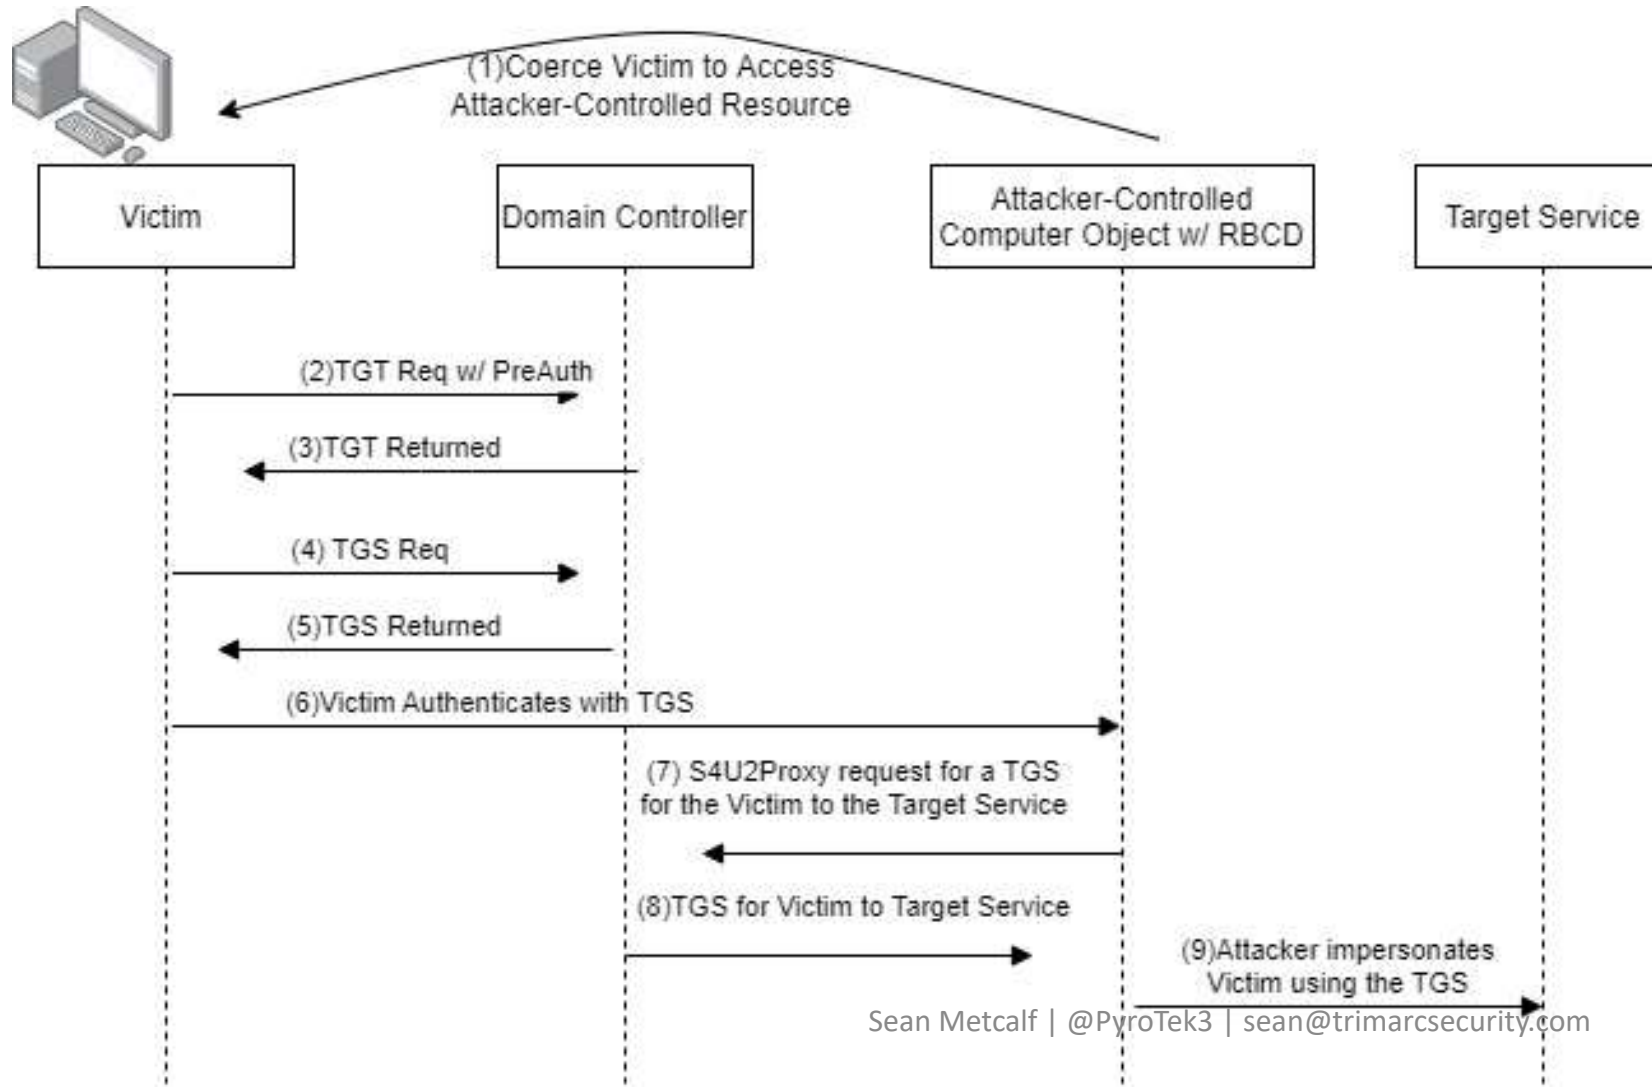 (1)Coerce Victim to Access
Attacker-Controlled Resource
Victim
Domain Controller
Attacker-Controlled
Computer Object w/ RBCD
Target Service
(2)TGT Req w/ PreAuth
(3)TGT Returned
(4) TGS Req
(5)TGS Returned
(6)Victim Authenticates with TGS
(7) S4U2Proxy request for a TGS
for the Victim to the Target Service
(8)TGS for Victim to Target Service
(9)Attacker impersonates
Victim using the TGS
Sean Metcalf | @PyroTek3 | sean@trimarcsecurity.com